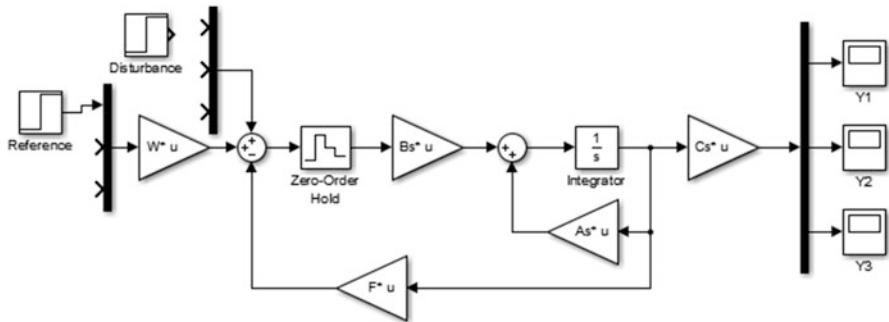 Disturbance
Reference
W* u
+
+
−
Zero-Order
Hold
Bs* u
+
+
1
s
Integrator
Cs* u
Y1
Y2
Y3
As* u
F* u